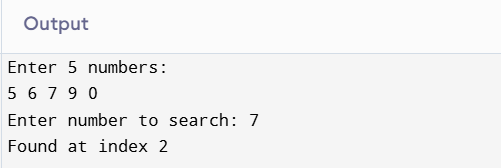 Output
Enter 5 numbers:
5 6 7 9 0
Enter number to search: 7
Found at index 2